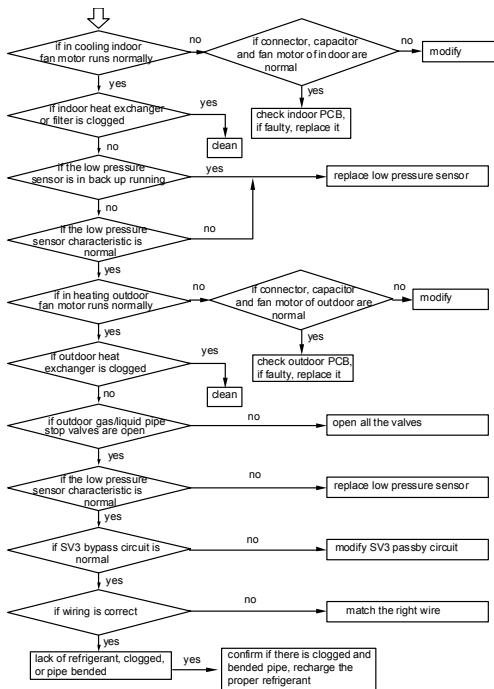 if in cooling indoor
fan motor runs normally
no
if connector, capacitor
and fan motor of indoor are
normal
no
modify
yes
yes
check indoor PCB,
if faulty, replace it
if indoor heat exchanger
or filter is clogged
yes
clean
no
if the low pressure
sensor is in back up running
yes
replace low pressure sensor
no
if the low pressure
sensor characteristic is
normal
no
yes
if in heating outdoor
fan motor runs normally
no
if connector, capacitor
and fan motor of outdoor are
normal
no
modify
yes
yes
check outdoor PCB,
if faulty, replace it
if outdoor heat
exchanger is clogged
yes
clean
no
if outdoor gas/liquid pipe
stop valves are open
no
open all the valves
yes
if the low pressure
sensor characteristic is
normal
no
replace low pressure sensor
yes
if SV3 bypass circuit is
normal
no
modify SV3 passby circuit
yes
if wiring is correct
no
match the right wire
yes
lack of refrigerant, clogged,
or pipe bended
yes
confirm if there is clogged and
bended pipe, recharge the
proper refrigerant